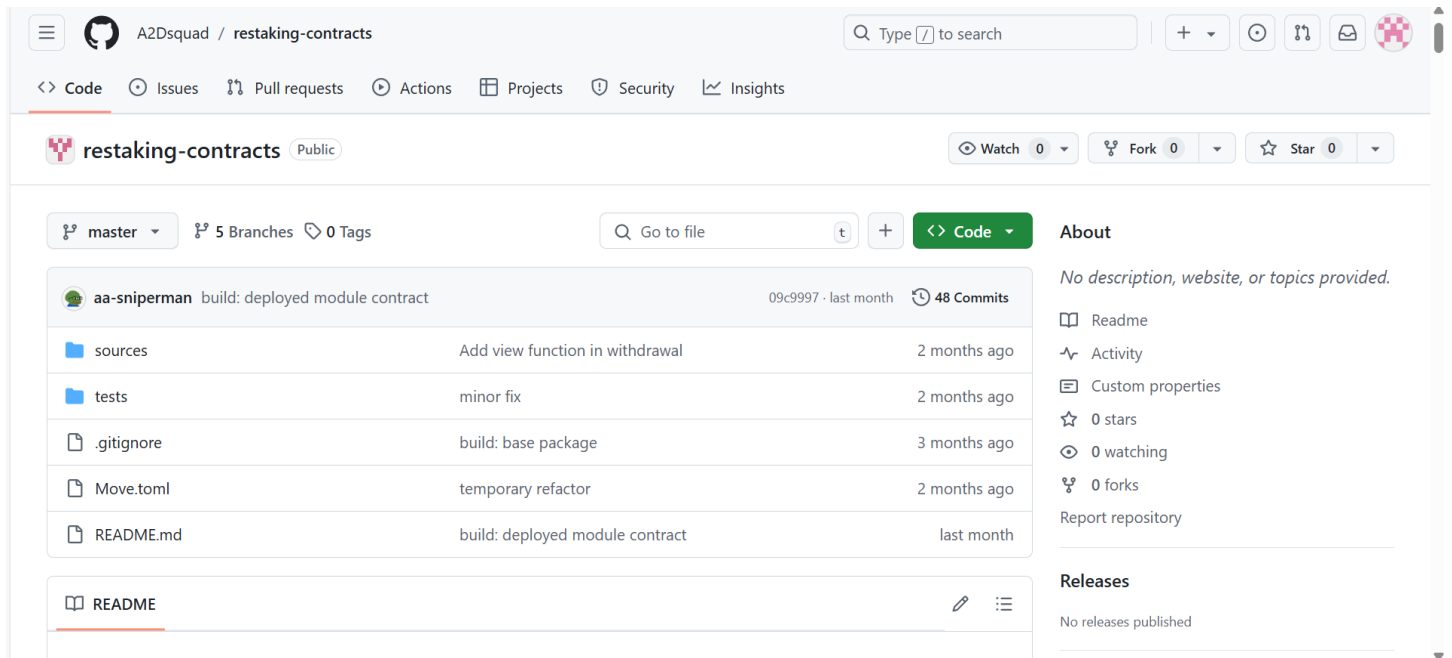 A2Dsquad / restaking-contracts Type / to search
Code Issues Pull requests Actions Projects Security Insights
restaking-contracts Public Watch 0 Fork 0 Star 0
master 5 Branches 0 Tags Go to file t Code
aa-sniperman build: deployed module contract 09c9997 · last month 48 Commits
sources Add view function in withdrawal 2 months ago
tests minor fix 2 months ago
.gitignore build: base package 3 months ago
Move.toml temporary refactor 2 months ago
README.md build: deployed module contract last month
README
About
No description, website, or topics provided.
Readme
Activity
Custom properties
0 stars
0 watching
0 forks
Report repository
Releases
No releases published